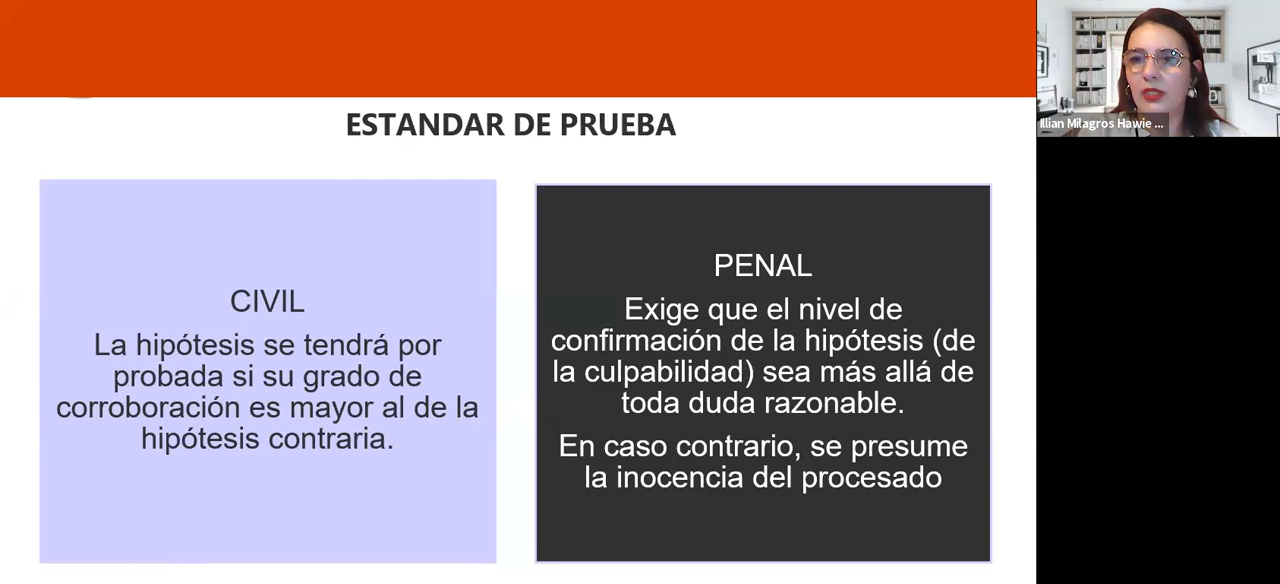 ESTANDAR DE PRUEBA
CIVIL
La hipótesis se tendrá por
probada si su grado de
corroboración es mayor al de la
hipótesis contraria.
PENAL
Exige que el nivel de
confirmación de la hipótesis (de
la culpabilidad) sea más allá de
toda duda razonable.
En caso contrario, se presume
la inocencia del procesado
Illian Milagros Hawie ...